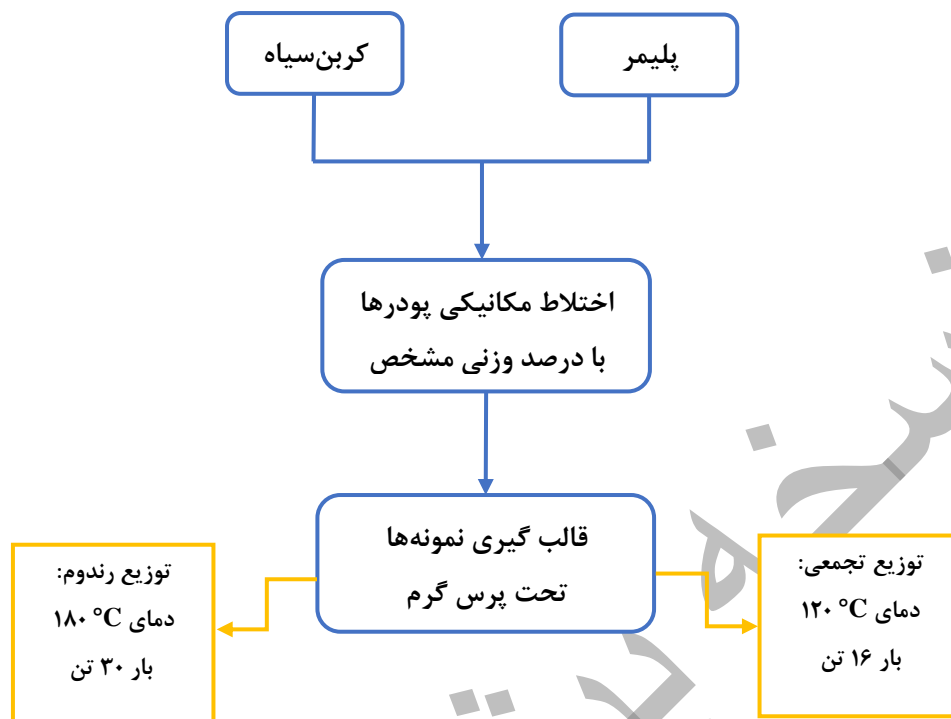 پلیمر
کربن‌سیاه
اختلاط مکانیکی پودرها
با درصد وزنی مشخص
قالب گیری نمونه‌ها
تحت پرس گرم
توزیع تجمعی:
دمای ۱۲۰ °C
بار ۱۶ تن
توزیع رندوم:
دمای ۱۸۰ °C
بار ۳۰ تن